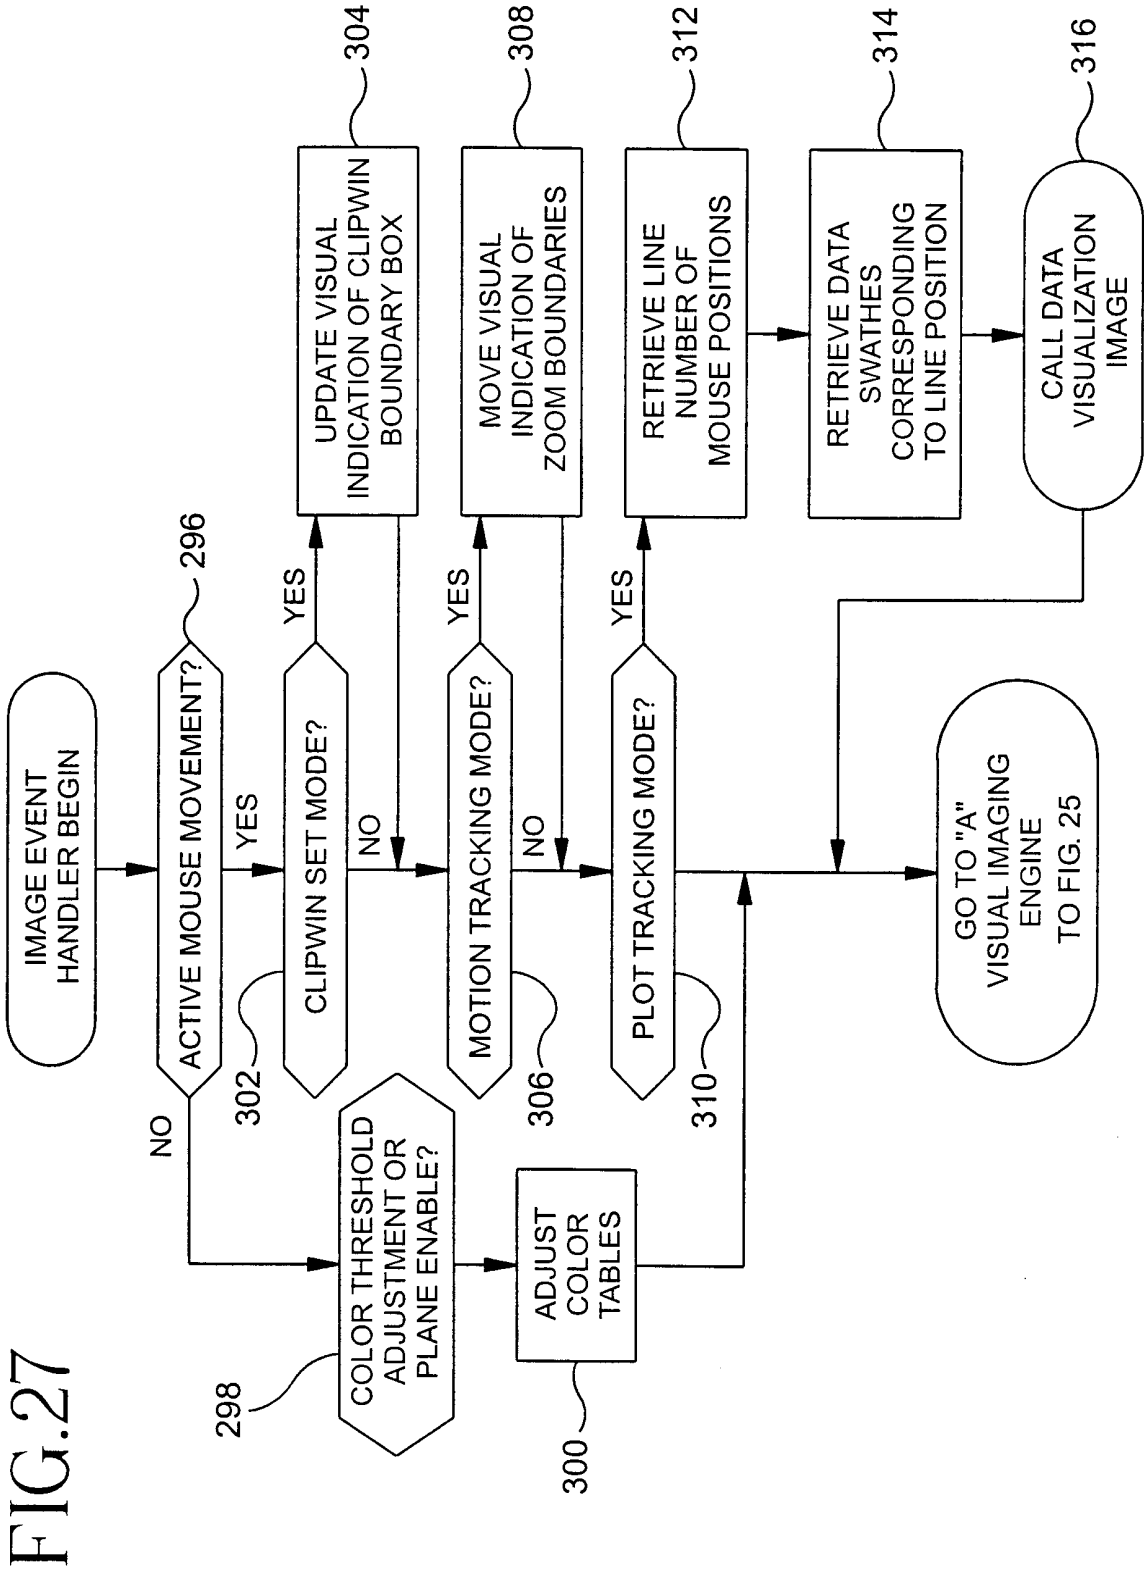 FIG.27
IMAGE EVENT
HANDLER BEGIN
ACTIVE MOUSE MOVEMENT?
296
NO
YES
COLOR THRESHOLD
ADJUSTMENT OR
PLANE ENABLE?
298
ADJUST
COLOR
TABLES
300
CLIPWIN SET MODE?
302
YES
NO
UPDATE VISUAL
INDICATION OF CLIPWIN
BOUNDARY BOX
304
MOTION TRACKING MODE?
306
YES
NO
MOVE VISUAL
INDICATION OF
ZOOM BOUNDARIES
308
PLOT TRACKING MODE?
310
YES
RETRIEVE LINE
NUMBER OF
MOUSE POSITIONS
312
RETRIEVE DATA
SWATHES
CORRESPONDING
TO LINE POSITION
314
CALL DATA
VISUALIZATION
IMAGE
316
GO TO "A"
VISUAL IMAGING
ENGINE
TO FIG. 25